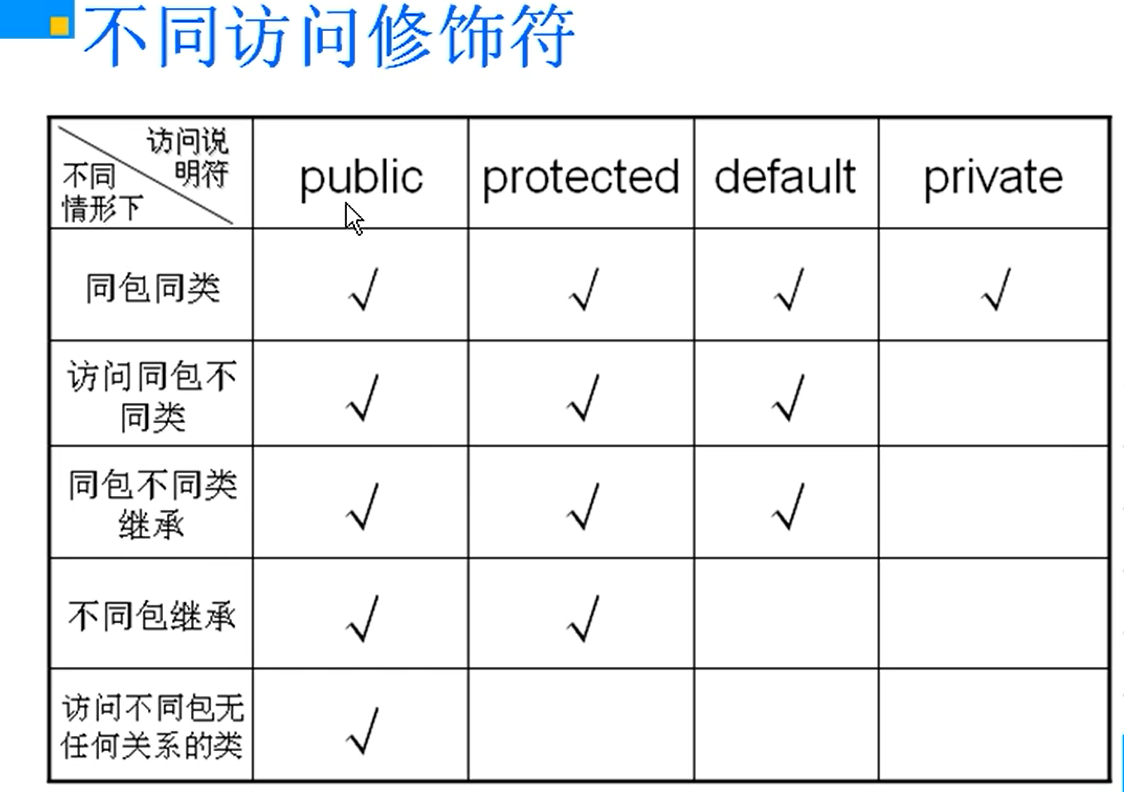 不同访问修饰符
访问说
明符
不同
情形下
public
protected
default
private
同包同类
√
√
√
√
访问同包不
同类
√
√
√
同包不同类
继承
√
√
√
不同包继承
√
√
访问不同包无
任何关系的类
√